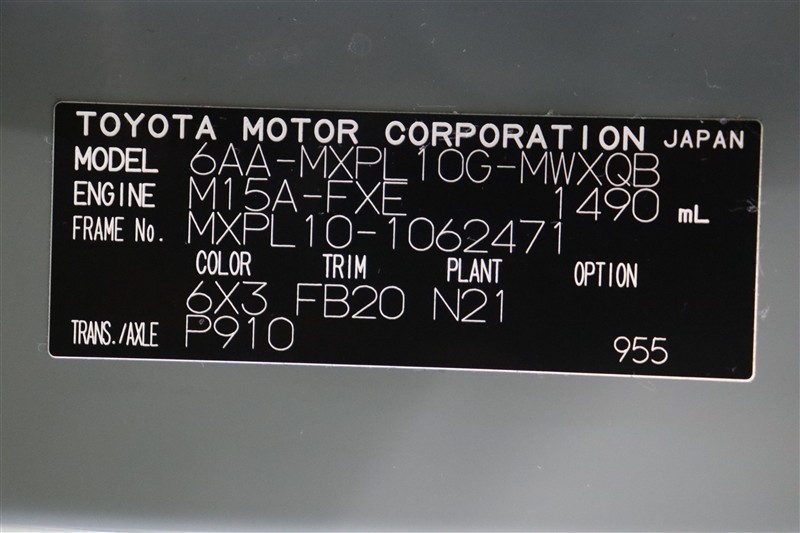 TOYOTA MOTOR CORPORATION JAPAN
MODEL 6AA-MXPL10G-MWXQB
ENGINE M15A-FXE 1490 mL
FRAME No. MXPL10-1062471
COLOR TRIM PLANT OPTION
6X3 FB20 N21
TRANS./AXLE P910 955